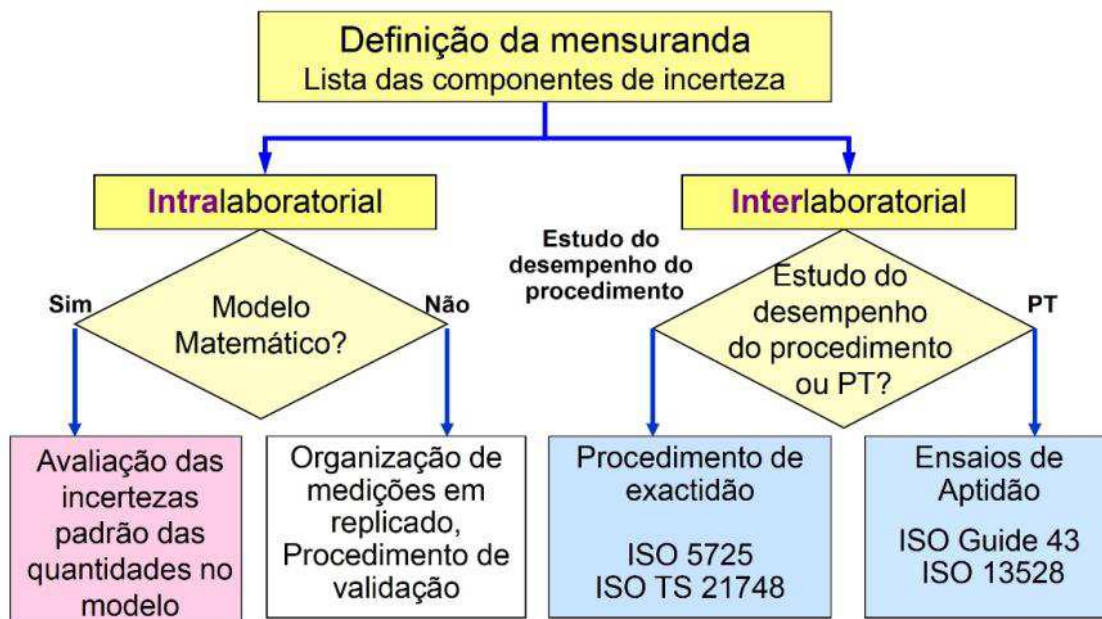 Definição da mensuranda
Lista das componentes de incerteza
Intralaboratorial
Interlaboratorial
Sim
Modelo
Matemático?
Não
Estudo do
desempenho do
procedimento
Estudo do
desempenho
do procedimento
ou PT?
PT
Avaliação das
incertezas
padrão das
quantidades no
modelo
Organização de
medições em
replicado,
Procedimento de
validação
Procedimento de
exactidão
ISO 5725
ISO TS 21748
Ensaios de
Aptidão
ISO Guide 43
ISO 13528